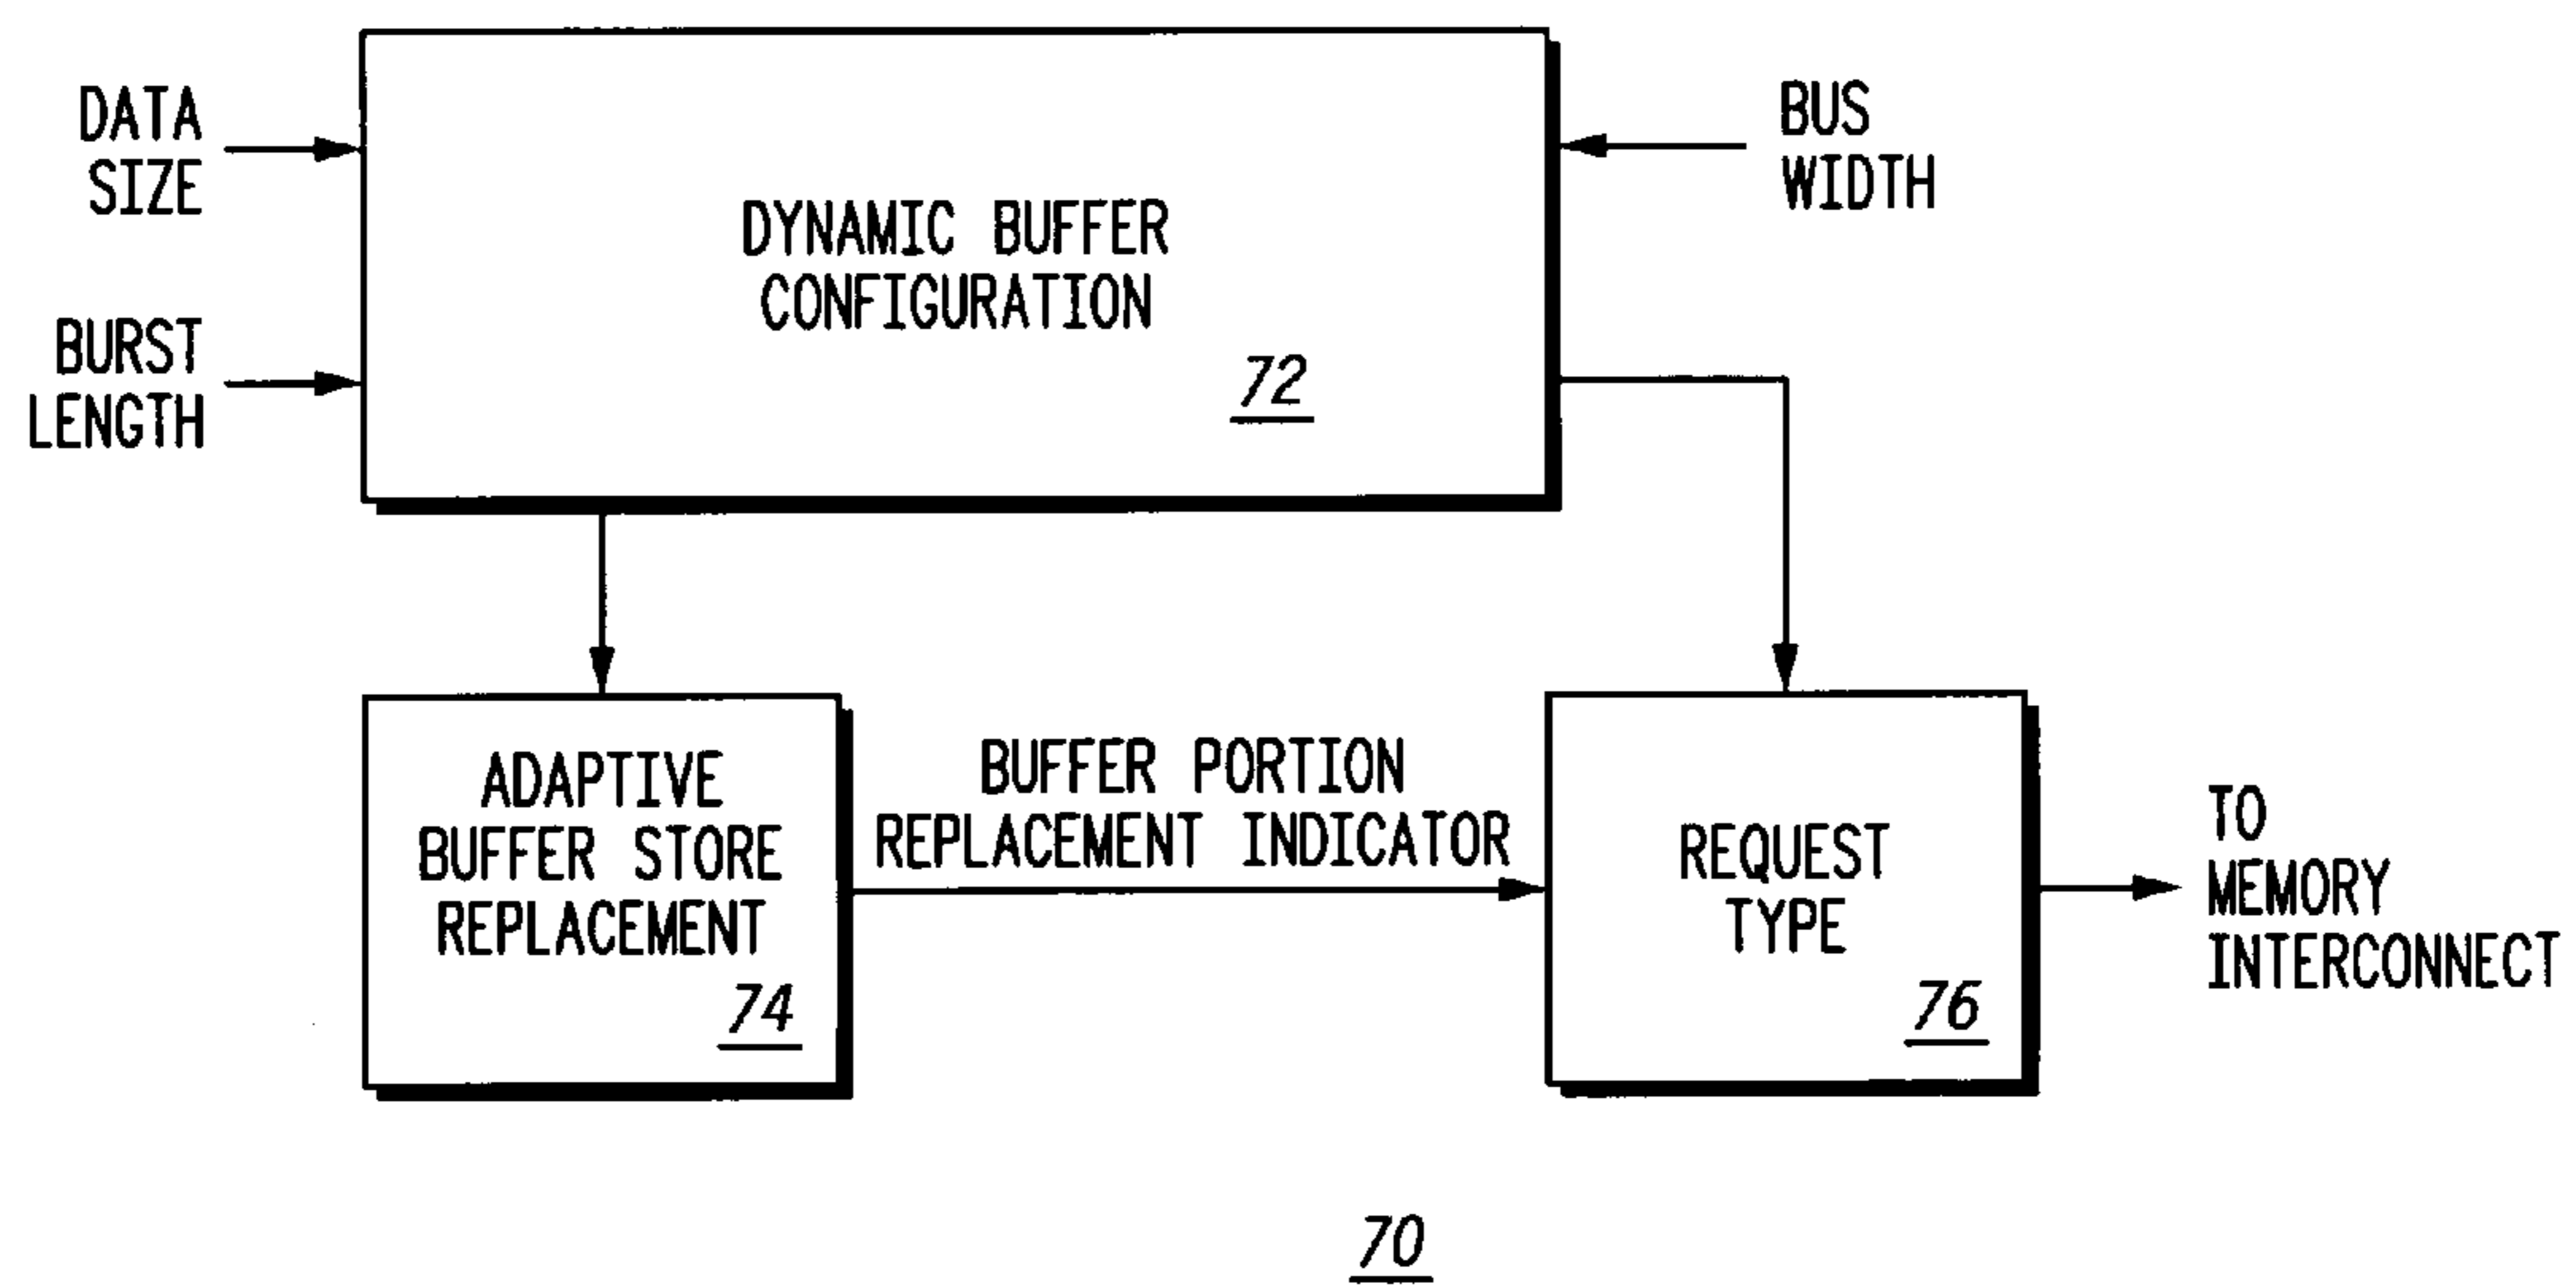 DATA
SIZE
BURST
LENGTH
DYNAMIC BUFFER
CONFIGURATION
72
BUS
WIDTH
ADAPTIVE
BUFFER STORE
REPLACEMENT
74
BUFFER PORTION
REPLACEMENT INDICATOR
REQUEST
TYPE
76
TO
MEMORY
INTERCONNECT
70